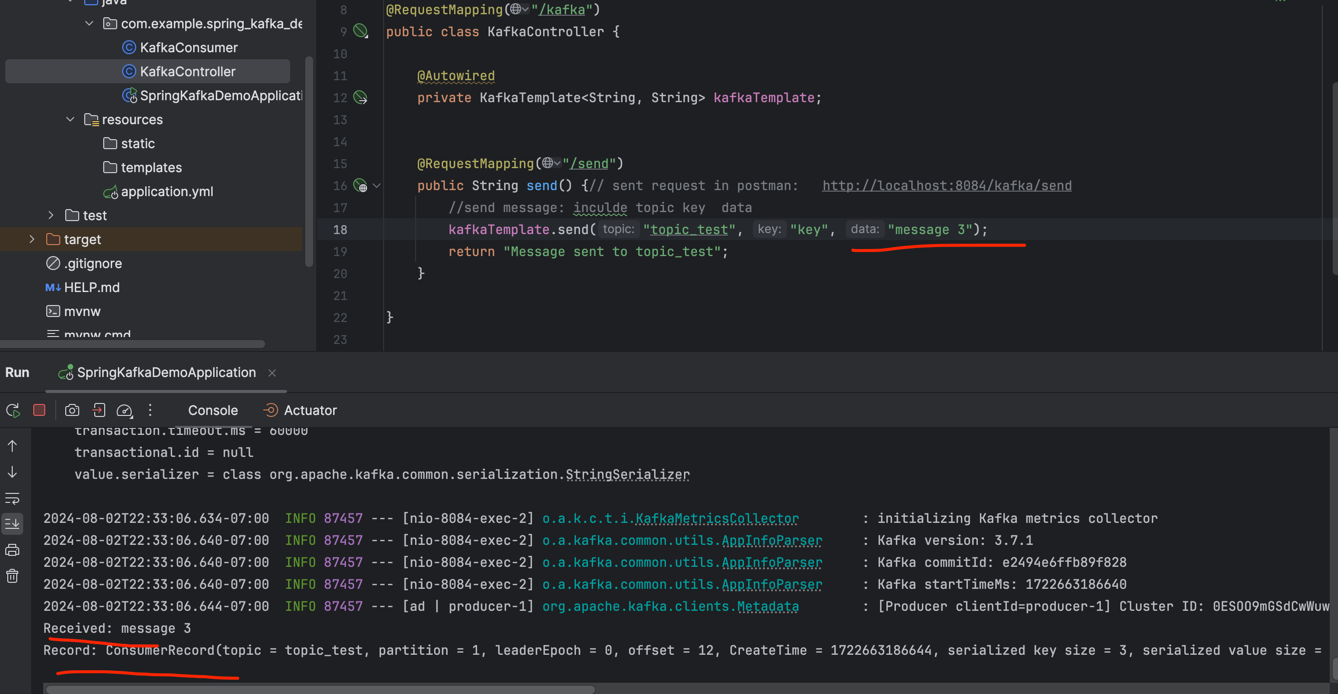 java
com.example.spring_kafka_de
KafkaConsumer
KafkaController
SpringKafkaDemoApplicati
resources
static
templates
application.yml
test
target
.gitignore
M↓ HELP.md
mvnw
mvnw.cmd
8 @RequestMapping("/kafka")
9 public class KafkaController {
10
11 @Autowired
12 private KafkaTemplate<String, String> kafkaTemplate;
13
14
15 @RequestMapping("/send")
16 public String send() {// sent request in postman: http://localhost:8084/kafka/send
17 //send message: inculde topic key data
18 kafkaTemplate.send( topic: "topic_test", key: "key", data: "message 3");
19 return "Message sent to topic_test";
20 }
21
22 }
23
Run SpringKafkaDemoApplication
Console Actuator
transaction.timeout.ms = 60000
transactional.id = null
value.serializer = class org.apache.kafka.common.serialization.StringSerializer
2024-08-02T22:33:06.634-07:00 INFO 87457 --- [nio-8084-exec-2] o.a.k.c.t.i.KafkaMetricsCollector : initializing Kafka metrics collector
2024-08-02T22:33:06.640-07:00 INFO 87457 --- [nio-8084-exec-2] o.a.kafka.common.utils.AppInfoParser : Kafka version: 3.7.1
2024-08-02T22:33:06.640-07:00 INFO 87457 --- [nio-8084-exec-2] o.a.kafka.common.utils.AppInfoParser : Kafka commitId: e2494e6ffb89f828
2024-08-02T22:33:06.640-07:00 INFO 87457 --- [nio-8084-exec-2] o.a.kafka.common.utils.AppInfoParser : Kafka startTimeMs: 1722663186640
2024-08-02T22:33:06.644-07:00 INFO 87457 --- [ad | producer-1] org.apache.kafka.clients.Metadata : [Producer clientId=producer-1] Cluster ID: 0ESOO9mGSdCwWuw
Received: message 3
Record: ConsumerRecord(topic = topic_test, partition = 1, leaderEpoch = 0, offset = 12, CreateTime = 1722663186644, serialized key size = 3, serialized value size =